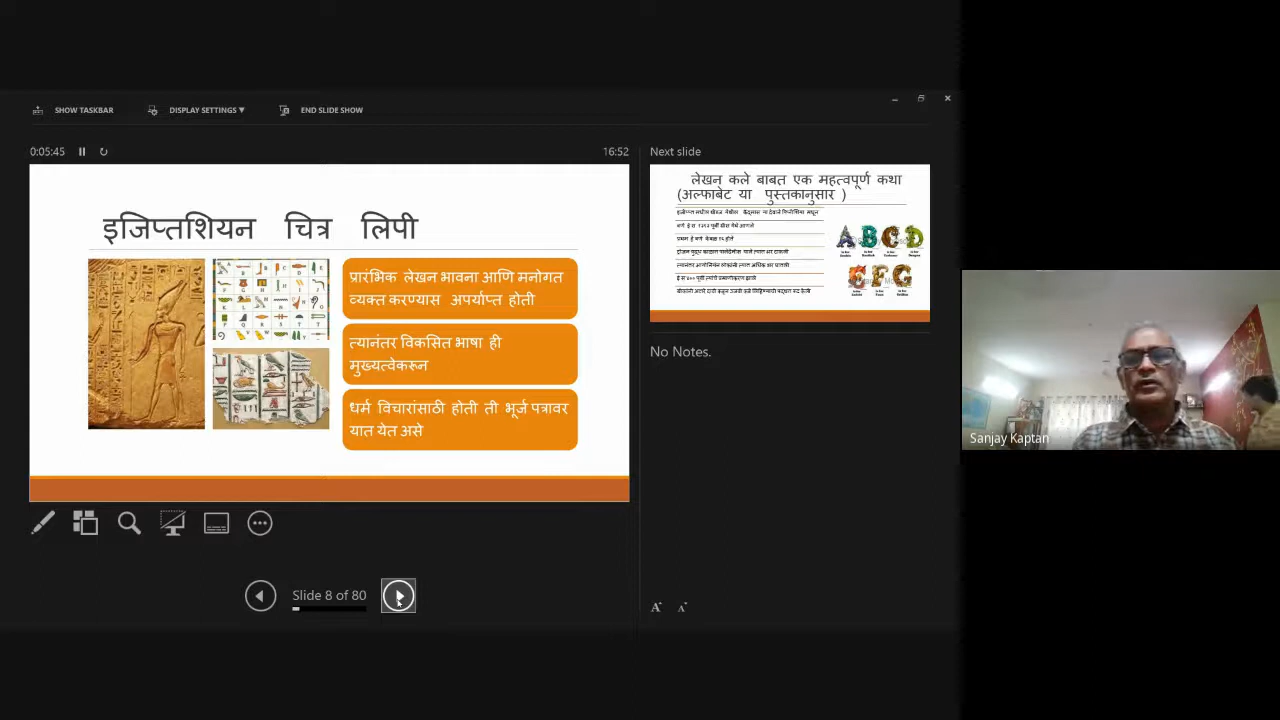 SHOW TASKBAR
DISPLAY SETTINGS ▼
END SLIDE SHOW
0:05:45
16:52
Next slide
इजिप्तशियन चित्र लिपी
प्रारंभिक लेखन भावना आणि मनोगत
व्यक्त करण्यास अपर्याप्त होती
त्यानंतर विकसित भाषा ही
मुख्यत्वेकरुन
धर्म विचारांसाठी होती ती भूर्ज पत्रावर
यात येत असे
लेखन कले बाबत एक महत्वपूर्ण कथा
(अल्फाबेट या पुस्तकानुसार )
A B C D
E F G
No Notes.
Sanjay Kaptan
Slide 8 of 80